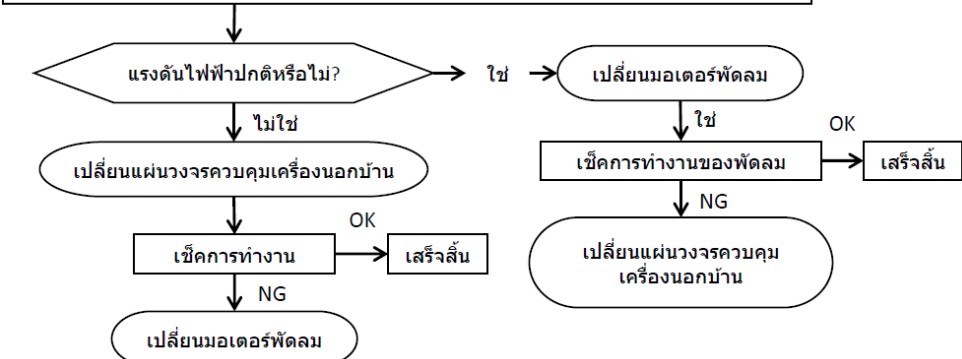 แรงดันไฟฟ้าปกติหรือไม่?
ใช่
เปลี่ยนมอเตอร์พัดลม
ไม่ใช่
ใช่
OK
เปลี่ยนแผ่นวงจรควบคุมเครื่องนอกบ้าน
เช็คการทำงานของพัดลม
เสร็จสิ้น
OK
NG
เช็คการทำงาน
เสร็จสิ้น
เปลี่ยนแผ่นวงจรควบคุม
เครื่องนอกบ้าน
NG
เปลี่ยนมอเตอร์พัดลม